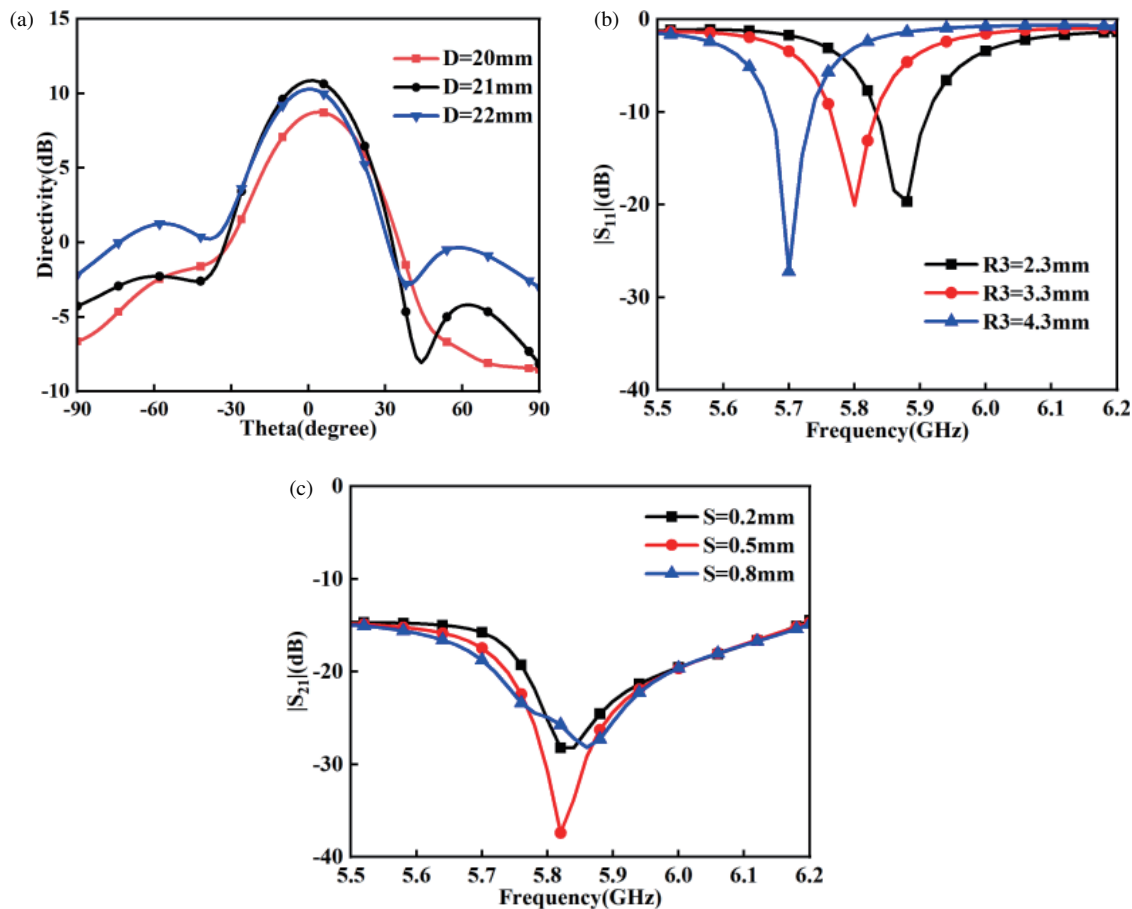 (a)
15
10
5
0
-5
-10
Directivity(dB)
D=20mm
D=21mm
D=22mm
-90 -60 -30 0 30 60 90
Theta(degree)
(b)
0
-10
-20
-30
-40
|S11|(dB)
R3=2.3mm
R3=3.3mm
R3=4.3mm
5.5 5.6 5.7 5.8 5.9 6.0 6.1 6.2
Frequency(GHz)
(c)
0
-10
-20
-30
-40
|S21|(dB)
S=0.2mm
S=0.5mm
S=0.8mm
5.5 5.6 5.7 5.8 5.9 6.0 6.1 6.2
Frequency(GHz)